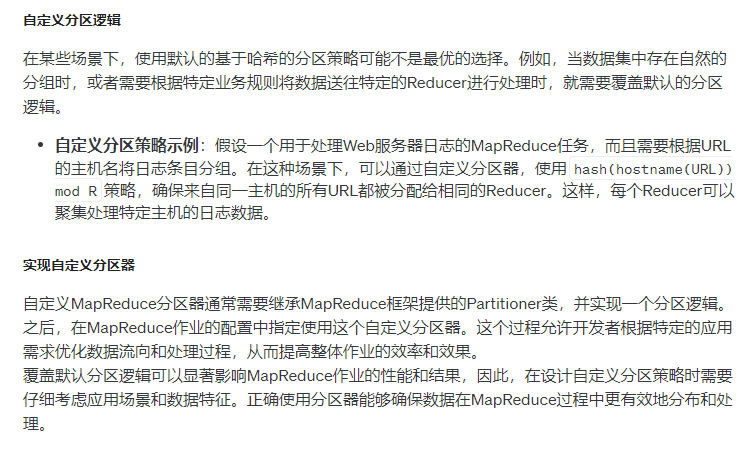 自定义分区逻辑
在某些场景下，使用默认的基于哈希的分区策略可能不是最优的选择。例如，当数据集中存在自然的
分组时，或者需要根据特定业务规则将数据送往特定的Reducer进行处理时，就需要覆盖默认的分区
逻辑。
• 自定义分区策略示例：假设一个用于处理Web服务器日志的MapReduce任务，而且需要根据URL
的主机名将日志条目分组。在这种场景下，可以通过自定义分区器，使用 hash(hostname(URL))
mod R 策略，确保来自同一主机的所有URL都被分配给相同的Reducer。这样，每个Reducer可以
聚集处理特定主机的日志数据。
实现自定义分区器
自定义MapReduce分区器通常需要继承MapReduce框架提供的Partitioner类，并实现一个分区逻辑。
之后，在MapReduce作业的配置中指定使用这个自定义分区器。这个过程允许开发者根据特定的应用
需求优化数据流向和处理过程，从而提高整体作业的效率和效果。
覆盖默认分区逻辑可以显著影响MapReduce作业的性能和结果，因此，在设计自定义分区策略时需要
仔细考虑应用场景和数据特征。正确使用分区器能够确保数据在MapReduce过程中更有效地分布和处
理。